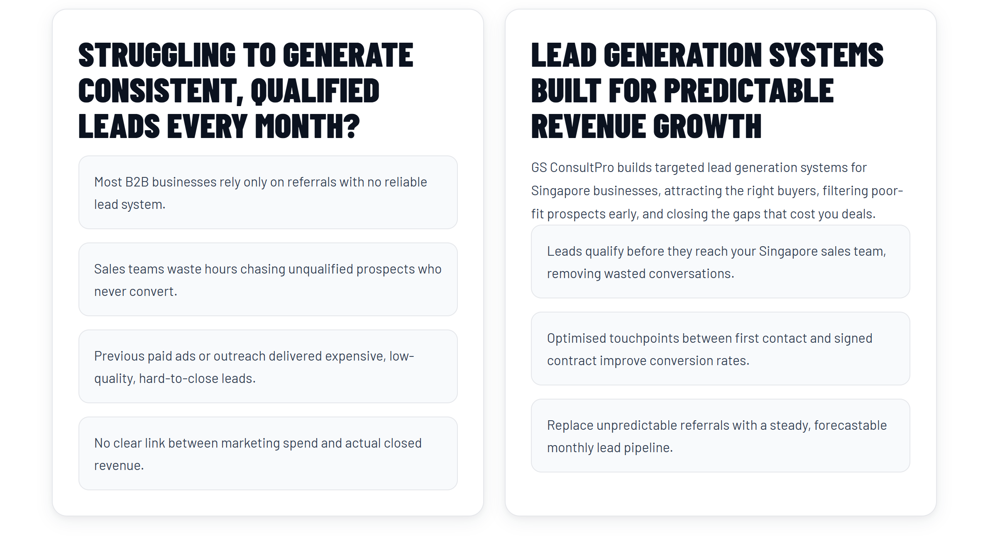 STRUGGLING TO GENERATE
CONSISTENT, QUALIFIED
LEADS EVERY MONTH?
Most B2B businesses rely only on referrals with no reliable
lead system.
Sales teams waste hours chasing unqualified prospects who
never convert.
Previous paid ads or outreach delivered expensive, low-
quality, hard-to-close leads.
No clear link between marketing spend and actual closed
revenue.
LEAD GENERATION SYSTEMS
BUILT FOR PREDICTABLE
REVENUE GROWTH
GS ConsultPro builds targeted lead generation systems for
Singapore businesses, attracting the right buyers, filtering poor-
fit prospects early, and closing the gaps that cost you deals.
Leads qualify before they reach your Singapore sales team,
removing wasted conversations.
Optimised touchpoints between first contact and signed
contract improve conversion rates.
Replace unpredictable referrals with a steady, forecastable
monthly lead pipeline.